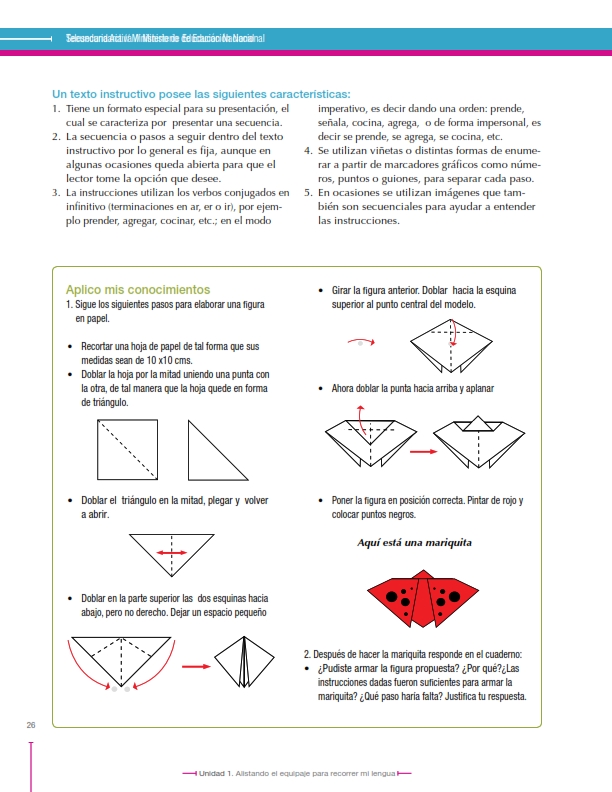 Un texto instructivo posee las siguientes caracteristicas:
1. Tiene un formato especial para su presentación, el
cual se caracteriza por presentar una secuencia.
2. La secuencia o pasos a seguir dentro del texto
instructivo por lo general es fija, aunque en
algunas ocasiones queda abierta para que el
lector tome la opción que desee.
3. La instrucciones utilizan los verbos conjugados en
infinitivo (terminaciones en ar, er o ir), por ejem-
plo prender, agregar, cocinar, etc.; en el modo
imperativo, es decir dando una orden: prende,
señala, cocina, agrega, o de forma impersonal, es
decir se prende, se agrega, se cocina, etc.
4. Se utilizan viñetas o distintas formas de enume-
rar a partir de marcadores gráficos como núme-
ros, puntos o guiones, para separar cada paso.
5. En ocasiones se utilizan imágenes que tam-
bién son secuenciales para ayudar a entender
las instrucciones.
Aplico mis conocimientos
1. Sigue los siguientes pasos para elaborar una figura
en papel.
• Recortar una hoja de papel de tal forma que sus
medidas sean de 10 x10 cms.
• Doblar la hoja por la mitad uniendo una punta con
la otra, de tal manera que la hoja quede en forma
de triángulo.
• Doblar el triángulo en la mitad, plegar y volver
a abrir.
• Doblar en la parte superior las dos esquinas hacia
abajo, pero no derecho. Dejar un espacio pequeño
• Girar la figura anterior. Doblar hacia la esquina
superior al punto central del modelo.
• Ahora doblar la punta hacia arriba y aplanar
• Poner la figura en posición correcta. Pintar de rojo y
colocar puntos negros.
Aquí está una mariquita
2. Después de hacer la mariquita responde en el cuaderno:
• ¿Pudiste armar la figura propuesta? ¿Por qué?¿Las
instrucciones dadas fueron suficientes para armar la
mariquita? ¿Qué paso haría falta? Justifica tu respuesta.
26
Unidad 1. Alistando el equipaje para recorrer mi lengua